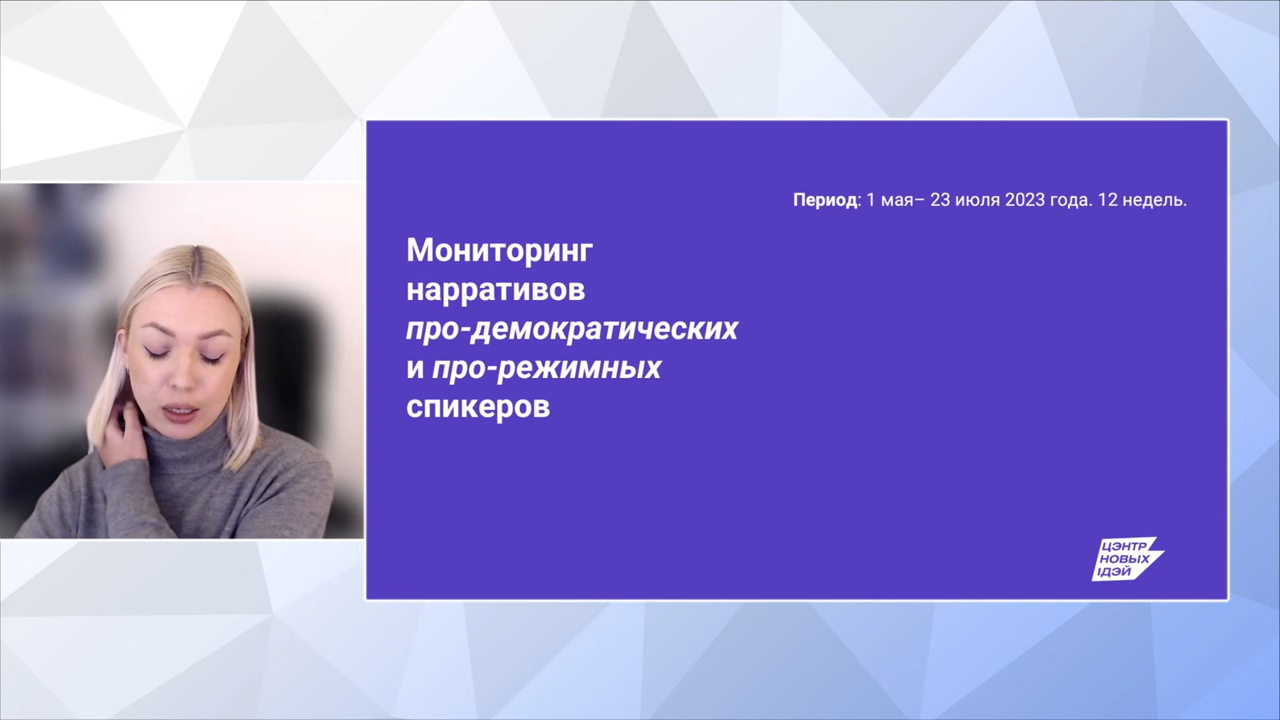 Период: 1 мая– 23 июля 2023 года. 12 недель.
Мониторинг
нарративов
про-демократических
и про-режимных
спикеров
ЦЭНТР
НОВЫХ
ІДЭЙ